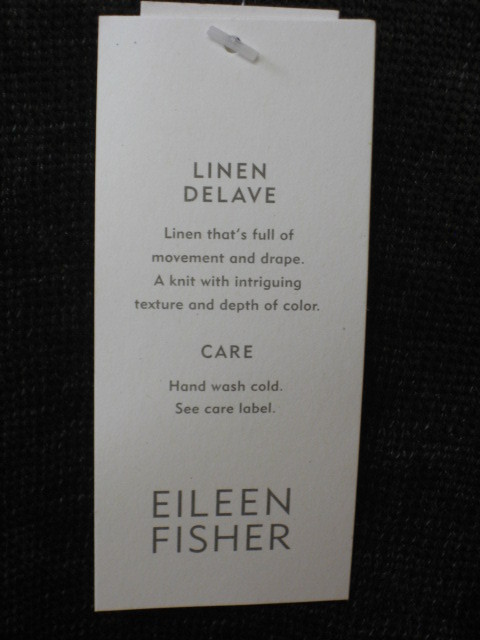 LINEN
DELAVE
Linen that's full of
movement and drape.
A knit with intriguing
texture and depth of color.
CARE
Hand wash cold.
See care label.
EILEEN
FISHER